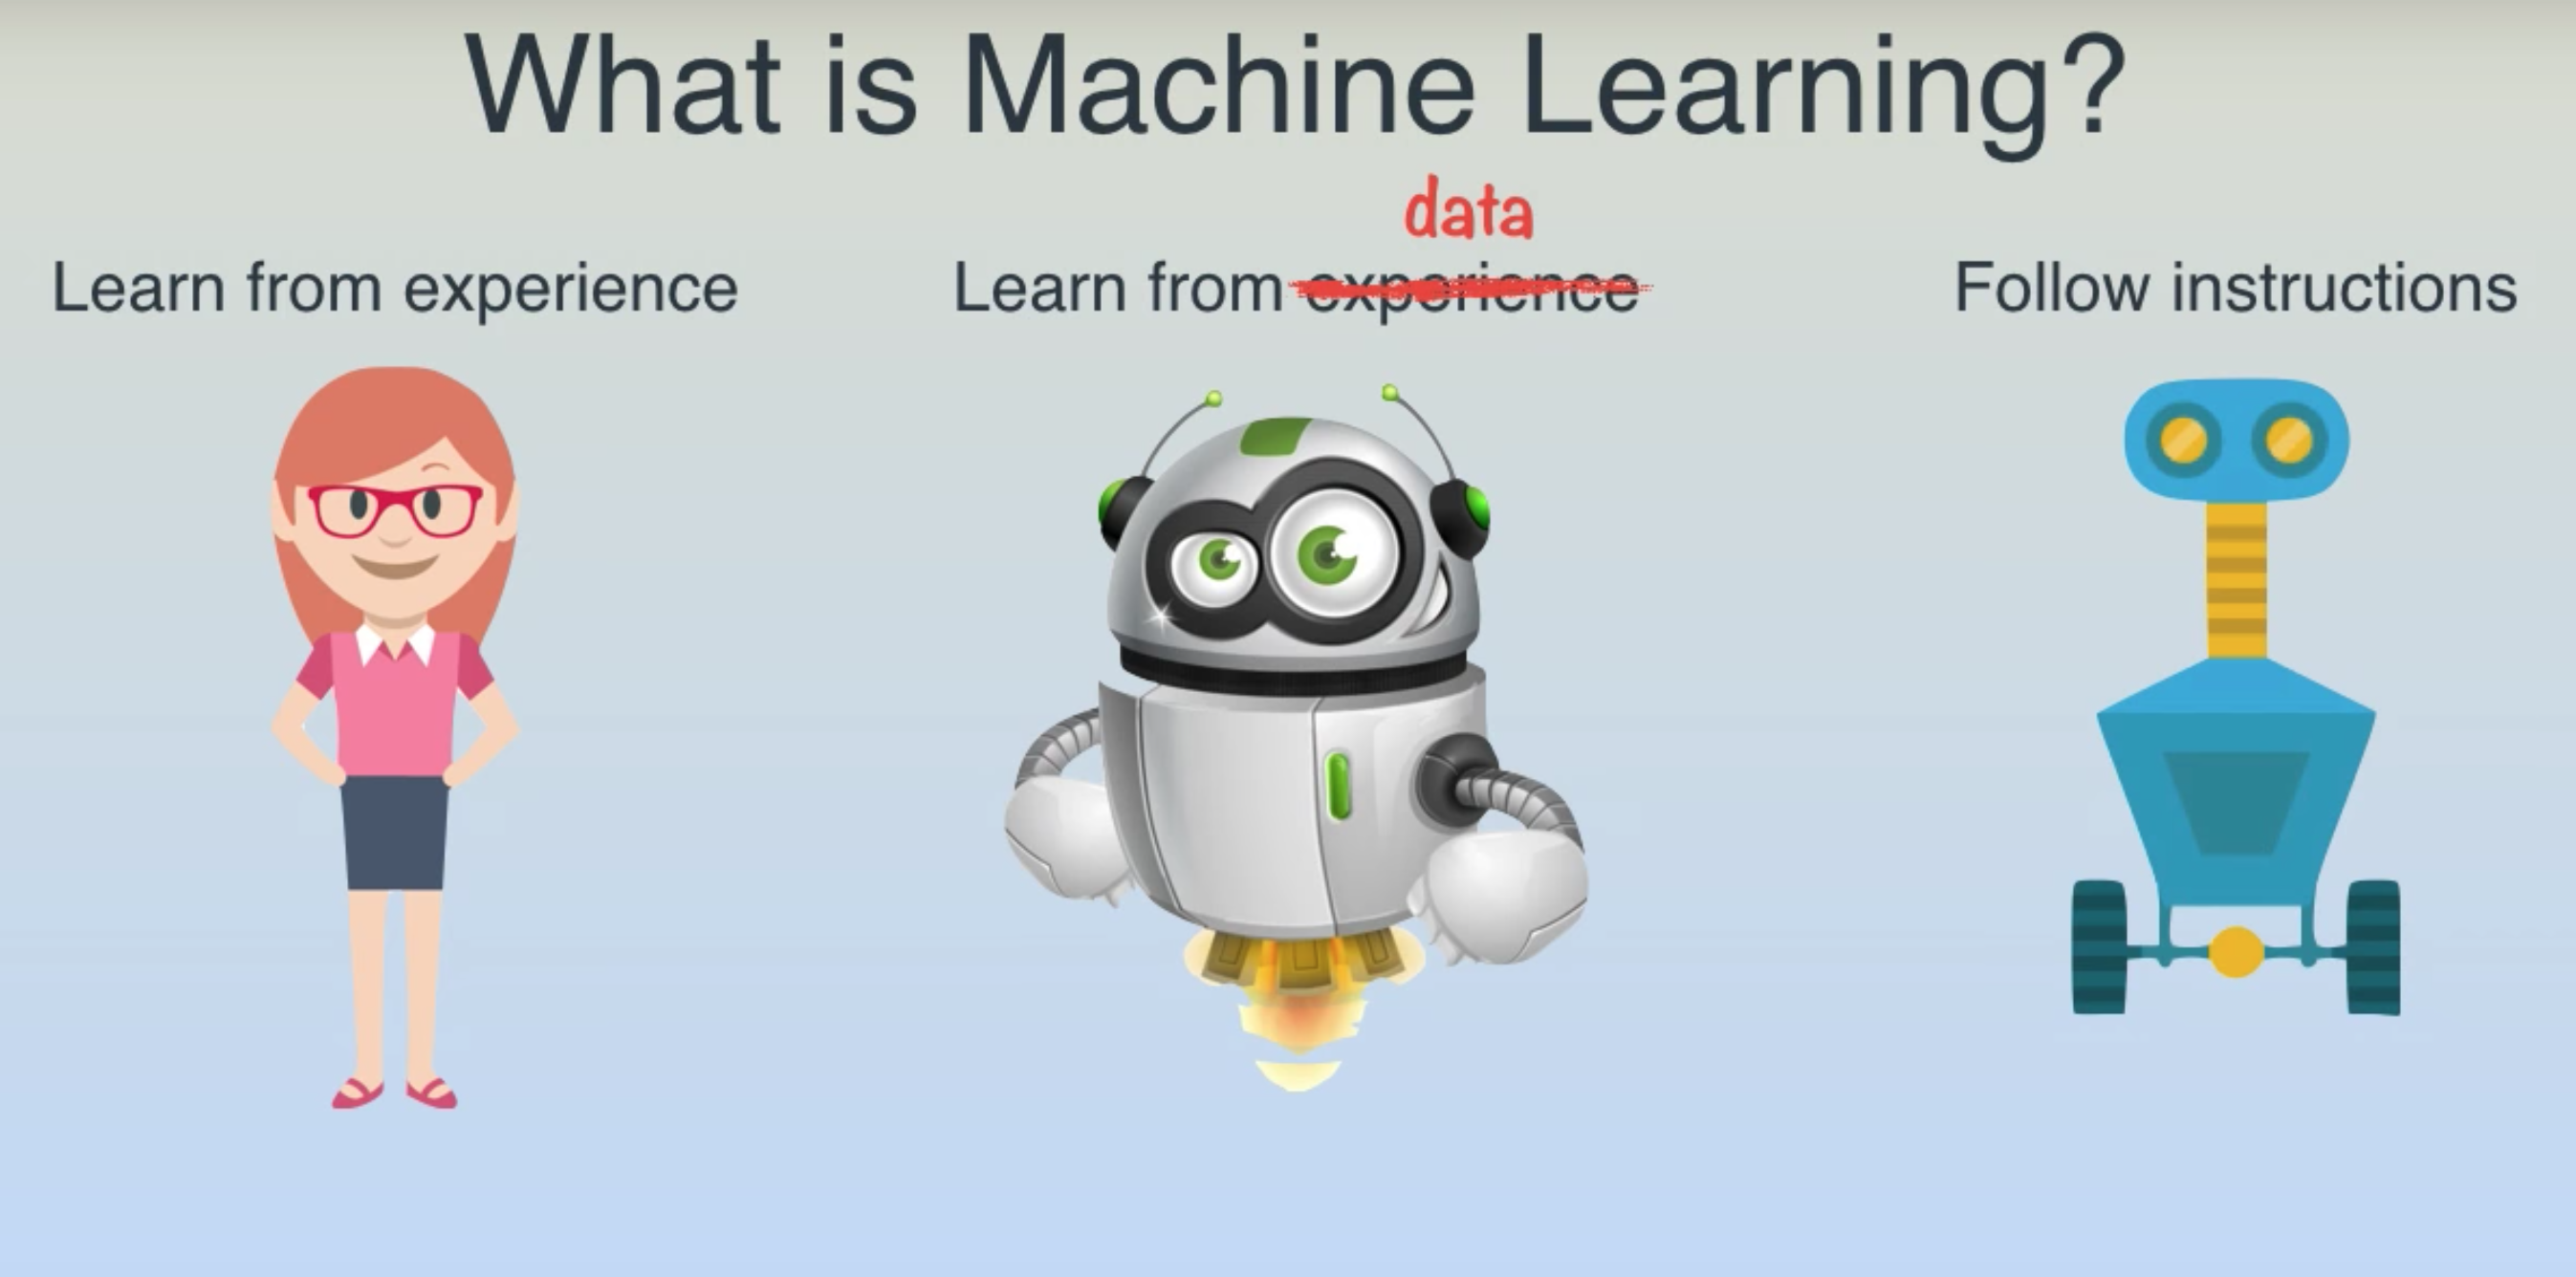 What is Machine Learning?
data
Learn from experience
Learn from experience
Follow instructions